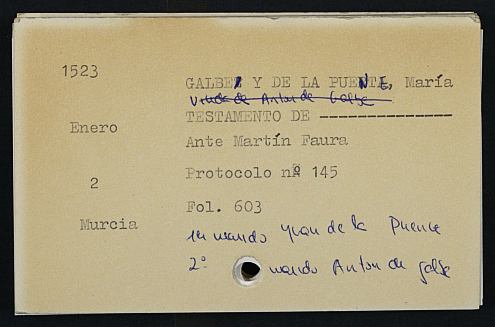 1523
GALBEZ Y DE LA PUENTE, María
Viuda de Anton de Galbe
TESTAMENTO DE ---------------
Enero
Ante Martín Faura
2
Protocolo nº 145
Murcia
Fol. 603
1er marido Juan de la Puente
2º marido Anton de galbe